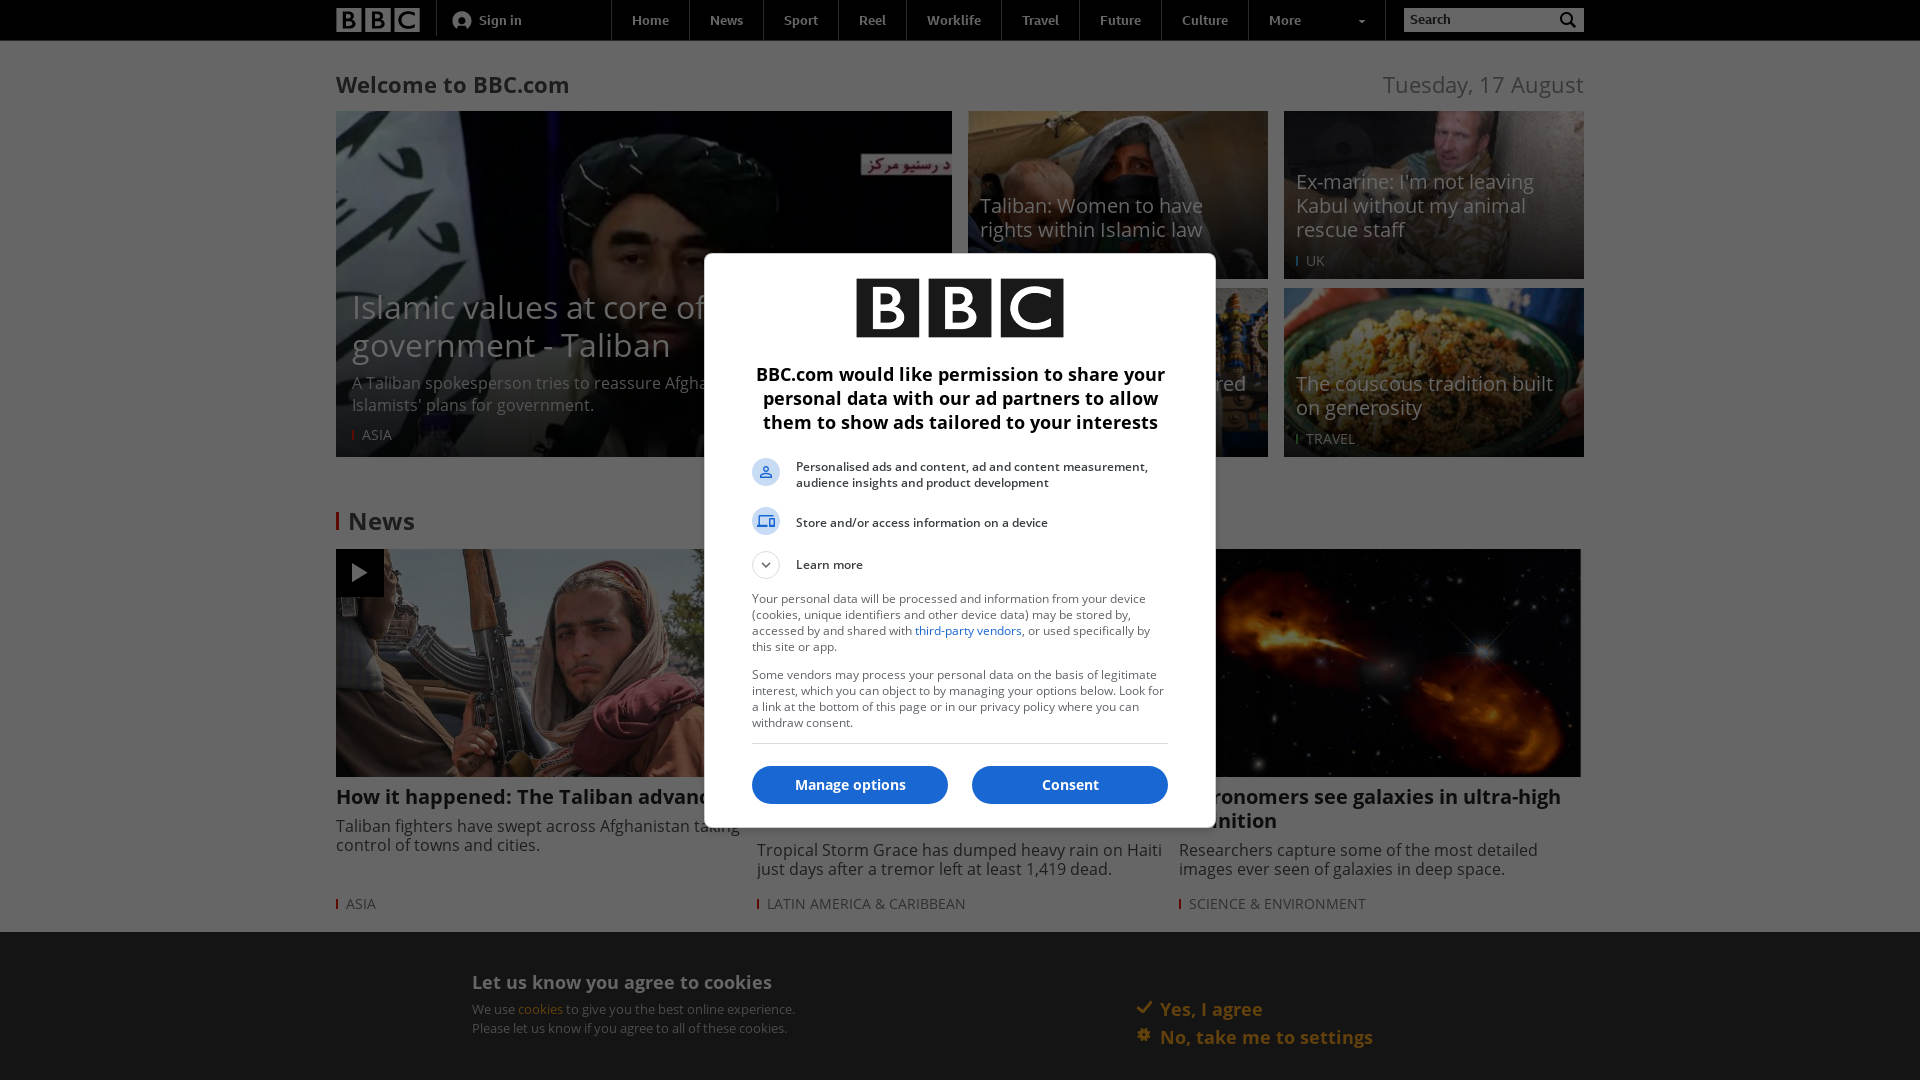 BBC
Sign in
Home
News
Sport
Reel
Worklife
Travel
Future
Culture
More
Search
Welcome to BBC.com
Tuesday, 17 August
د رسنیو مرکز
Islamic values at core of
government - Taliban
A Taliban spokesperson tries to reassure
Islamists' plans for government.
ASIA
Taliban: Women to have
rights within Islamic law
Ex-marine: I'm not leaving
Kabul without my animal
rescue staff
UK
The couscous tradition built
on generosity
TRAVEL
BBC
BBC.com would like permission to share your
personal data with our ad partners to allow
them to show ads tailored to your interests
Personalised ads and content, ad and content measurement,
audience insights and product development
Store and/or access information on a device
Learn more
Your personal data will be processed and information from your device
(cookies, unique identifiers and other device data) may be stored by,
accessed by and shared with third-party vendors, or used specifically by
this site or app.
Some vendors may process your personal data on the basis of legitimate
interest, which you can object to by managing your options below. Look for
a link at the bottom of this page or in our privacy policy where you can
withdraw consent.
Manage options
Consent
News
How it happened: The Taliban
Taliban fighters have swept across Afghanistan taking
control of towns and cities.
ASIA
Tropical Storm Grace has dumped heavy rain on Haiti
just days after a tremor left at least 1,419 dead.
LATIN AMERICA & CARIBBEAN
see galaxies in ultra-high
Researchers capture some of the most detailed
images ever seen of galaxies in deep space.
SCIENCE & ENVIRONMENT
Let us know you agree to cookies
We use cookies to give you the best online experience.
Please let us know if you agree to all of these cookies.
Yes, I agree
No, take me to settings